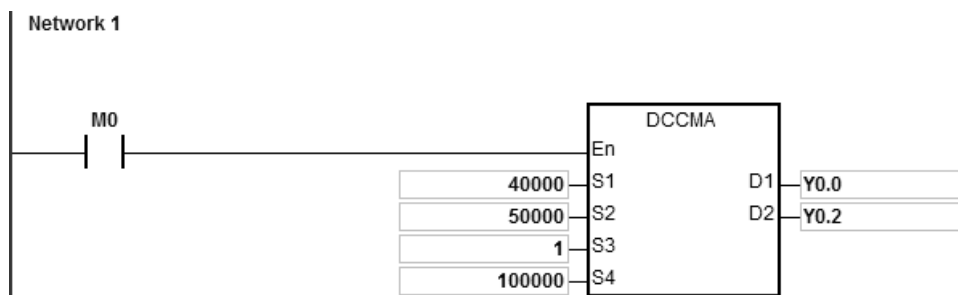 Network 1
M0
DCCMA
En
40000 S1 D1 Y0.0
50000 S2 D2 Y0.2
1 S3
100000 S4